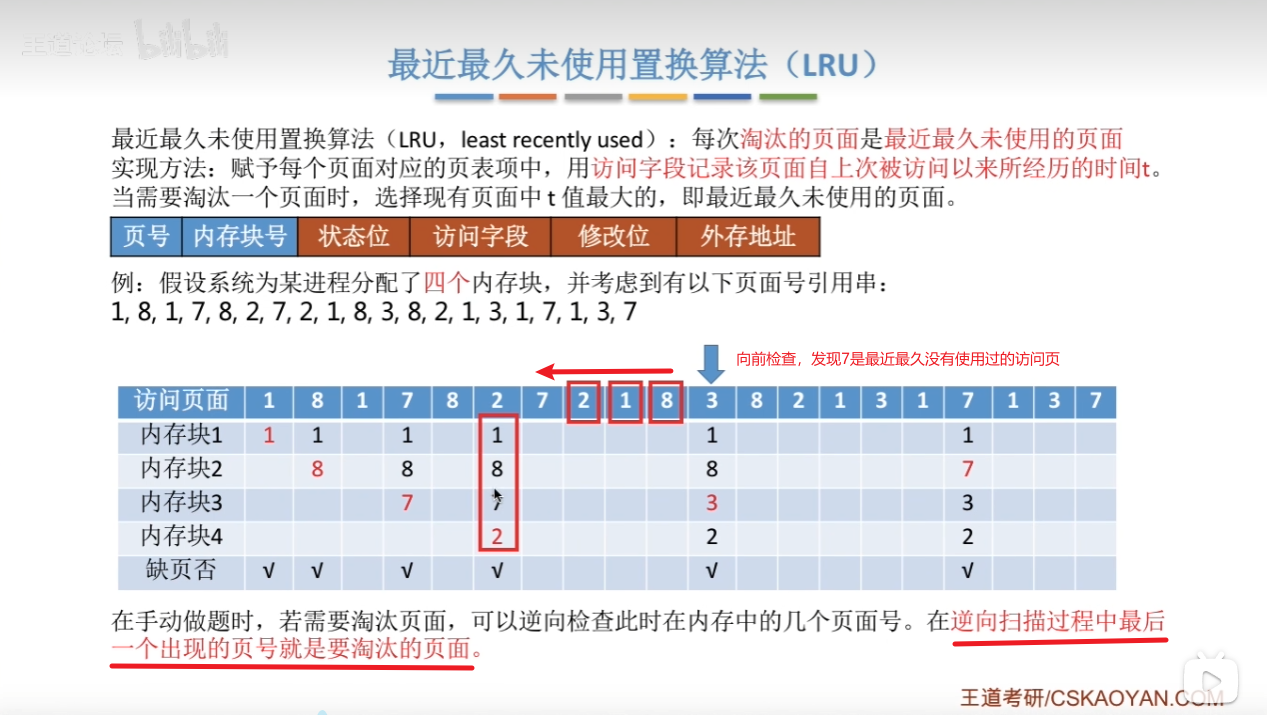 王道论坛 bilibili
最近最久未使用置换算法（LRU）
最近最久未使用置换算法（LRU，least recently used）：每次淘汰的页面是最近最久未使用的页面
实现方法：赋予每个页面对应的页表项中，用访问字段记录该页面自上次被访问以来所经历的时间t。
当需要淘汰一个页面时，选择现有页面中 t 值最大的，即最近最久未使用的页面。
页号 内存块号 状态位 访问字段 修改位 外存地址
例：假设系统为某进程分配了四个内存块，并考虑到有以下页面号引用串：
1, 8, 1, 7, 8, 2, 7, 2, 1, 8, 3, 8, 2, 1, 3, 1, 7, 1, 3, 7
向前检查，发现7是最近最久没有使用过的访问页
访问页面 1 8 1 7 8 2 7 2 1 8 3 8 2 1 3 1 7 1 3 7
内存块1 1 1 1 1 1 1
内存块2 8 8 8 8 7
内存块3 7 7 3 3
内存块4 2 2 2
缺页否 √ √ √ √ √ √
在手动做题时，若需要淘汰页面，可以逆向检查此时在内存中的几个页面号。在逆向扫描过程中最后
一个出现的页号就是要淘汰的页面。
王道考研/CSKAOYAN.COM